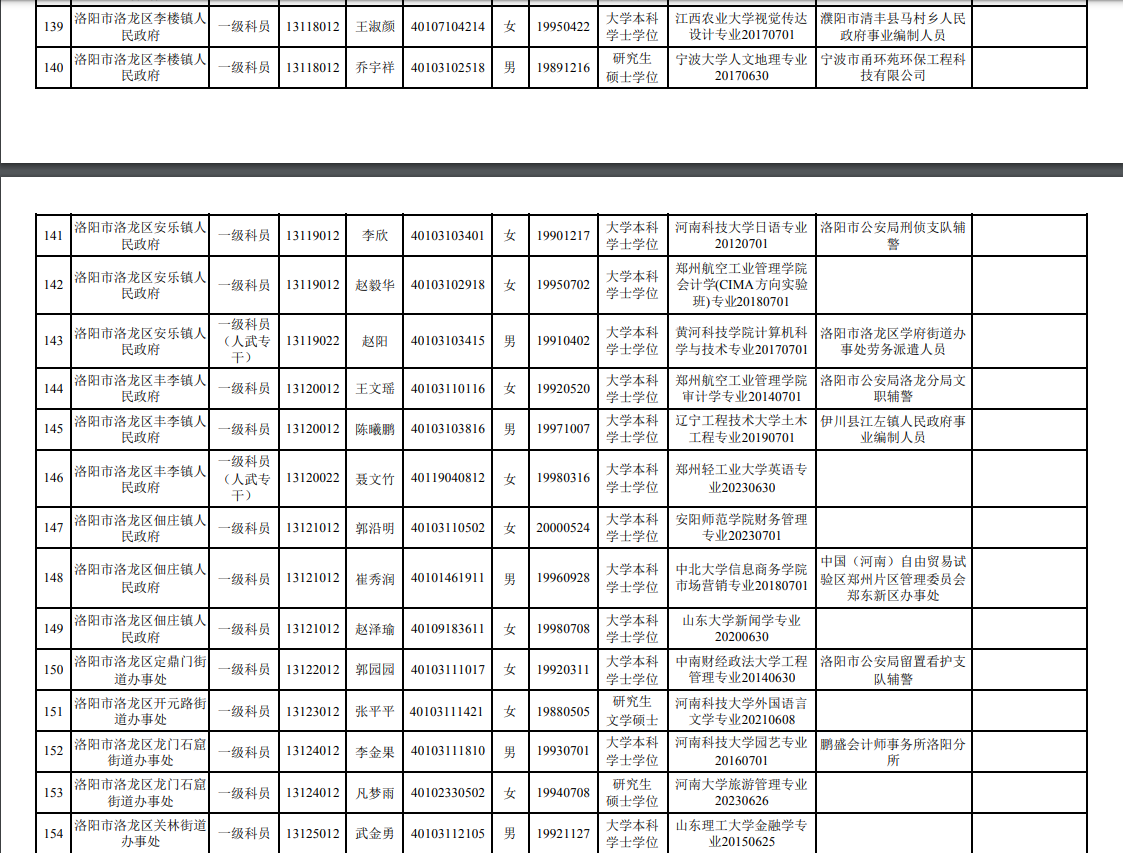 139 洛阳市洛龙区李楼镇人民政府 一级科员 13118012 王淑颜 40107104214 女 19950422 大学本科学士学位 江西农业大学视觉传达设计专业20170701 濮阳市清丰县马村乡人民政府事业编制人员
140 洛阳市洛龙区李楼镇人民政府 一级科员 13118012 乔宇祥 40103102518 男 19891216 研究生硕士学位 宁波大学人文地理专业20170630 宁波市甬环苑环保工程科技有限公司
141 洛阳市洛龙区安乐镇人民政府 一级科员 13119012 李欣 40103103401 女 19901217 大学本科学士学位 河南科技大学日语专业20120701 洛阳市公安局刑侦支队辅警
142 洛阳市洛龙区安乐镇人民政府 一级科员 13119012 赵毅华 40103102918 女 19950702 大学本科学士学位 郑州航空工业管理学院会计学(CIMA方向实验班)专业20180701
143 洛阳市洛龙区安乐镇人民政府 一级科员（人武专干） 13119022 赵阳 40103103415 男 19910402 大学本科学士学位 黄河科技学院计算机科学与技术专业20170701 洛阳市洛龙区学府街道办事处劳务派遣人员
144 洛阳市洛龙区丰李镇人民政府 一级科员 13120012 王文瑶 40103110116 女 19920520 大学本科学士学位 郑州航空工业管理学院审计学专业20140701 洛阳市公安局洛龙分局文职辅警
145 洛阳市洛龙区丰李镇人民政府 一级科员 13120012 陈曦鹏 40103103816 男 19971007 大学本科学士学位 辽宁工程技术大学土木工程专业20190701 伊川县江左镇人民政府事业编制人员
146 洛阳市洛龙区丰李镇人民政府 一级科员（人武专干） 13120022 聂文竹 40119040812 女 19980316 大学本科学士学位 郑州轻工业大学英语专业20230630
147 洛阳市洛龙区佃庄镇人民政府 一级科员 13121012 郭沿明 40103110502 女 20000524 大学本科学士学位 安阳师范学院财务管理专业20230701
148 洛阳市洛龙区佃庄镇人民政府 一级科员 13121012 崔秀润 40101461911 男 19960928 大学本科学士学位 中北大学信息商务学院市场营销专业20180701 中国（河南）自由贸易试验区郑州片区管理委员会郑东新区办事处
149 洛阳市洛龙区佃庄镇人民政府 一级科员 13121012 赵泽瑜 40109183611 女 19980708 大学本科学士学位 山东大学新闻学专业20200630
150 洛阳市洛龙区定鼎门街道办事处 一级科员 13122012 郭园园 40103111017 女 19920311 大学本科学士学位 中南财经政法大学工程管理专业20140630 洛阳市公安局留置看护支队辅警
151 洛阳市洛龙区开元路街道办事处 一级科员 13123012 张平平 40103111421 女 19880505 研究生文学硕士 河南科技大学外国语言文学专业20210608
152 洛阳市洛龙区龙门石窟街道办事处 一级科员 13124012 李金果 40103111810 男 19930701 大学本科学士学位 河南科技大学园艺专业20160701 鹏盛会计师事务所洛阳分所
153 洛阳市洛龙区龙门石窟街道办事处 一级科员 13124012 凡梦雨 40102330502 女 19940708 研究生硕士学位 河南大学旅游管理专业20230626
154 洛阳市洛龙区关林街道办事处 一级科员 13125012 武金勇 40103112105 男 19921127 大学本科学士学位 山东理工大学金融学专业20150625